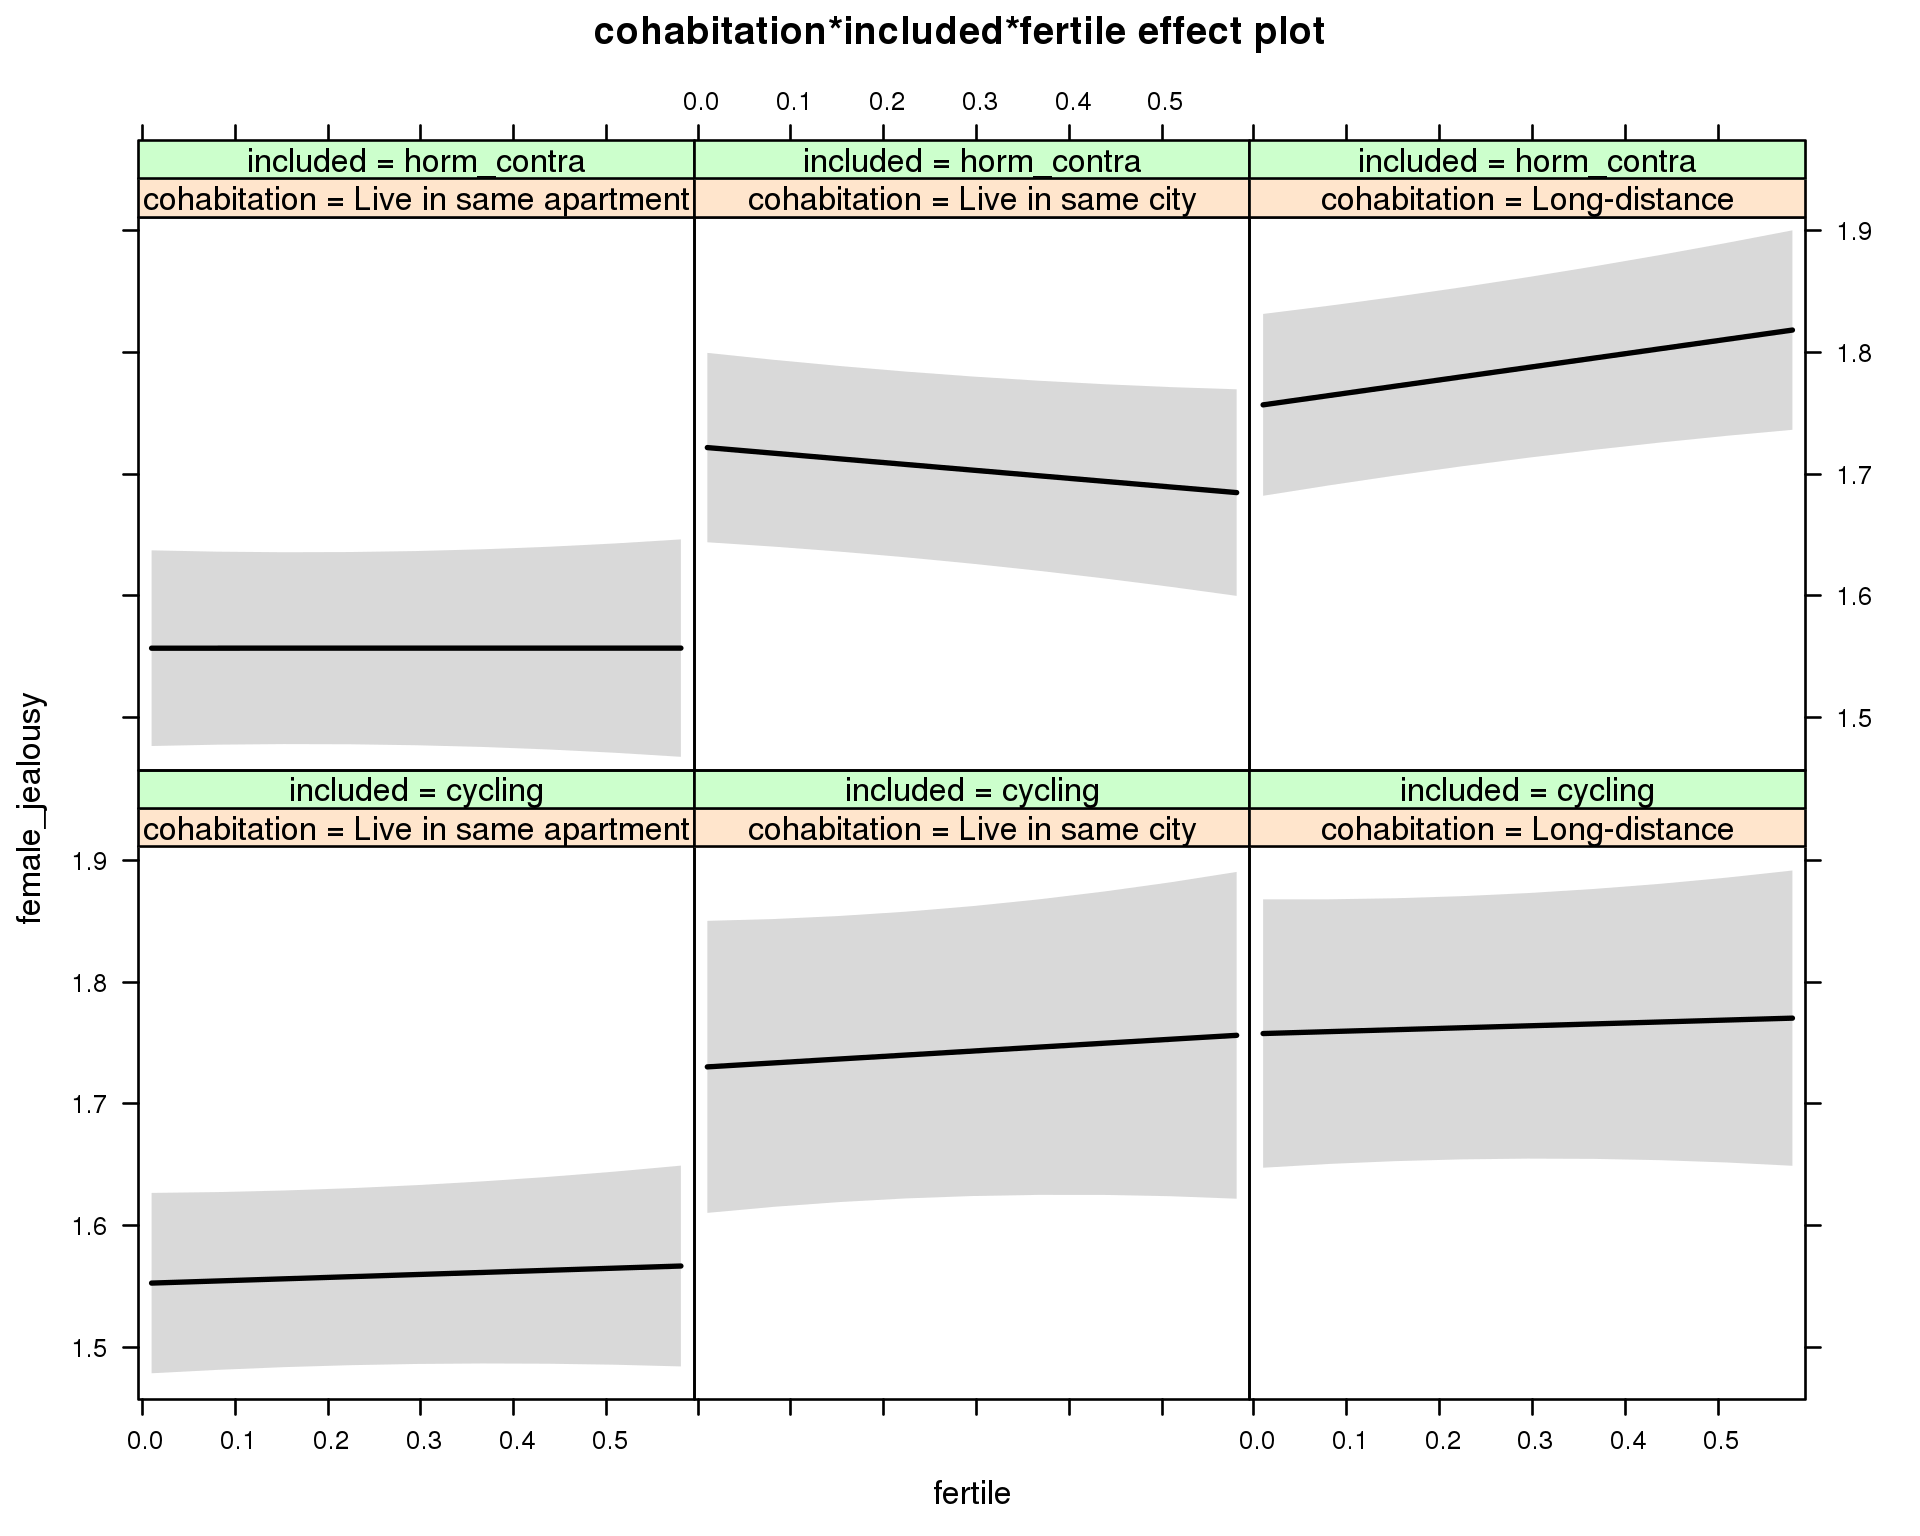 cohabitation*included*fertile effect plot
0.0 0.1 0.2 0.3 0.4 0.5
included = horm_contra included = horm_contra included = horm_contra
cohabitation = Live in same apartment cohabitation = Live in same city cohabitation = Long-distance
1.9
1.8
1.7
1.6
1.5
female_jealousy
included = cycling included = cycling included = cycling
cohabitation = Live in same apartment cohabitation = Live in same city cohabitation = Long-distance
1.9
1.8
1.7
1.6
1.5
0.0 0.1 0.2 0.3 0.4 0.5 0.0 0.1 0.2 0.3 0.4 0.5
fertile